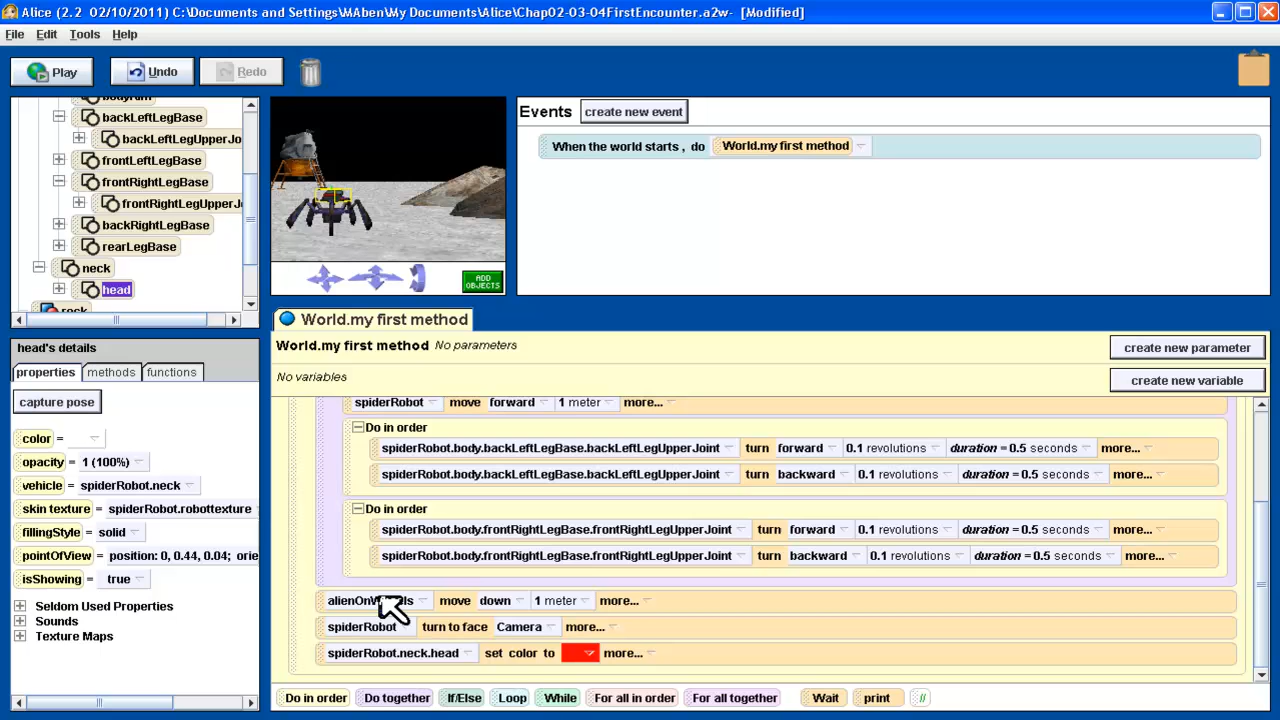 Alice (2.2 02/10/2011) C:\Documents and Settings\MAben\My Documents\Alice\Chap02-03-04FirstEncounter.a2w- [Modified]
File Edit Tools Help
Play Undo Redo
backLeftLegBase
backLeftLegUpperJo
frontLeftLegBase
frontRightLegBase
frontRightLegUpperJ
backRightLegBase
rearLegBase
neck
head
rock
ADD OBJECTS
Events create new event
When the world starts , do World.my first method
head's details
properties methods functions
capture pose
color =
opacity = 1 (100%)
vehicle = spiderRobot.neck
skin texture = spiderRobot.robottexture
fillingStyle = solid
pointOfView = position: 0, 0.44, 0.04; orie
isShowing = true
Seldom Used Properties
Sounds
Texture Maps
World.my first method
World.my first method No parameters
create new parameter
No variables
create new variable
spiderRobot move forward 1 meter more...
Do in order
spiderRobot.body.backLeftLegBase.backLeftLegUpperJoint turn forward 0.1 revolutions duration = 0.5 seconds more...
spiderRobot.body.backLeftLegBase.backLeftLegUpperJoint turn backward 0.1 revolutions duration = 0.5 seconds more...
Do in order
spiderRobot.body.frontRightLegBase.frontRightLegUpperJoint turn forward 0.1 revolutions duration = 0.5 seconds more...
spiderRobot.body.frontRightLegBase.frontRightLegUpperJoint turn backward 0.1 revolutions duration = 0.5 seconds more...
move down 1 meter more...
spiderRobot turn to face Camera more...
spiderRobot.neck.head set color to more...
Do in order Do together If/Else Loop While For all in order For all together Wait print //